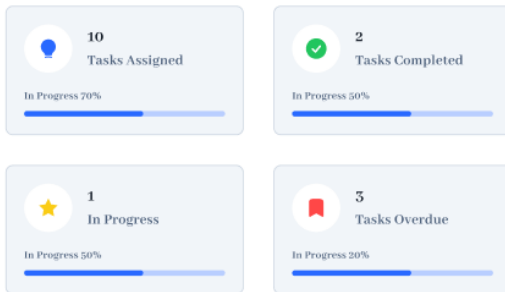 10
Tasks Assigned
In Progress 70%
2
Tasks Completed
In Progress 50%
1
In Progress
In Progress 50%
3
Tasks Overdue
In Progress 20%